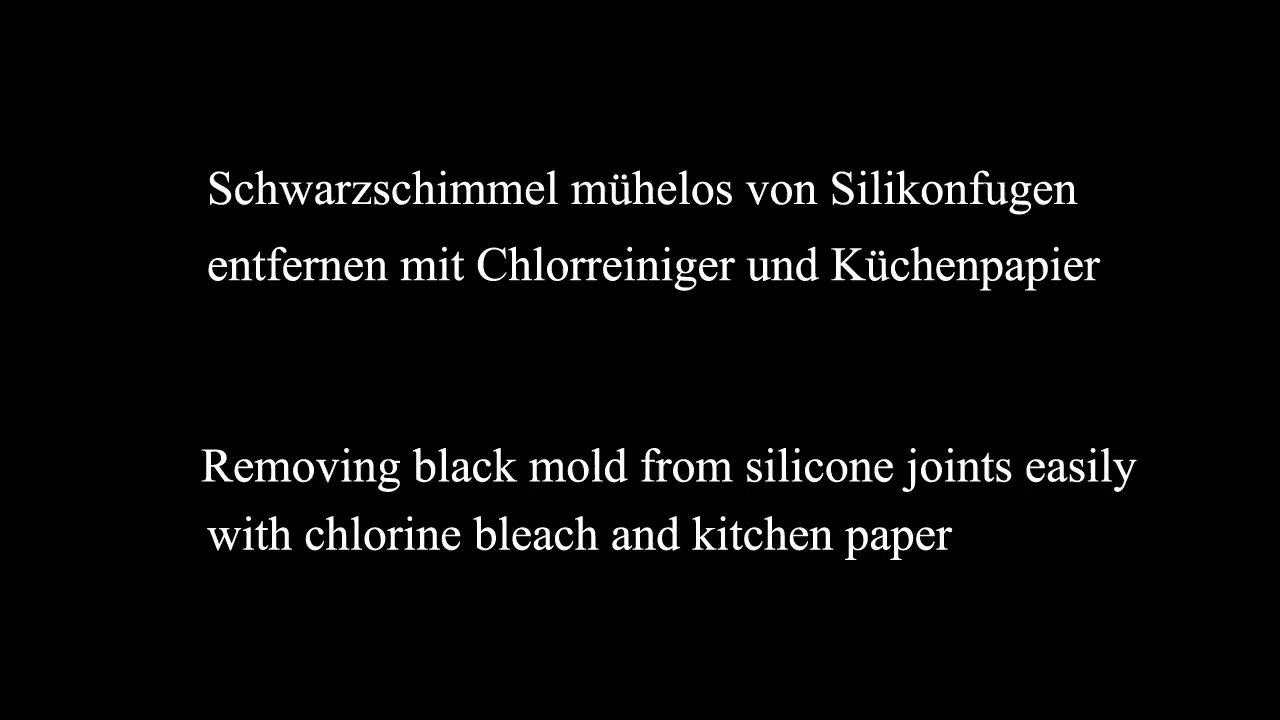 Schwarzschimmel mühelos von Silikonfugen
entfernen mit Chlorreiniger und Küchenpapier
Removing black mold from silicone joints easily
with chlorine bleach and kitchen paper